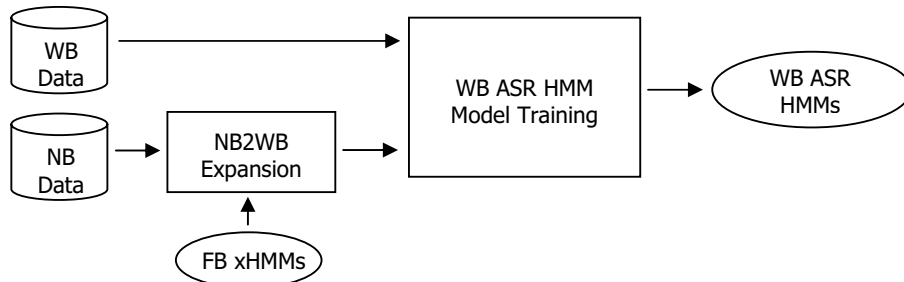 WB
Data
WB ASR HMM
Model Training
WB ASR
HMMs
NB
Data
NB2WB
Expansion
FB xHMMs